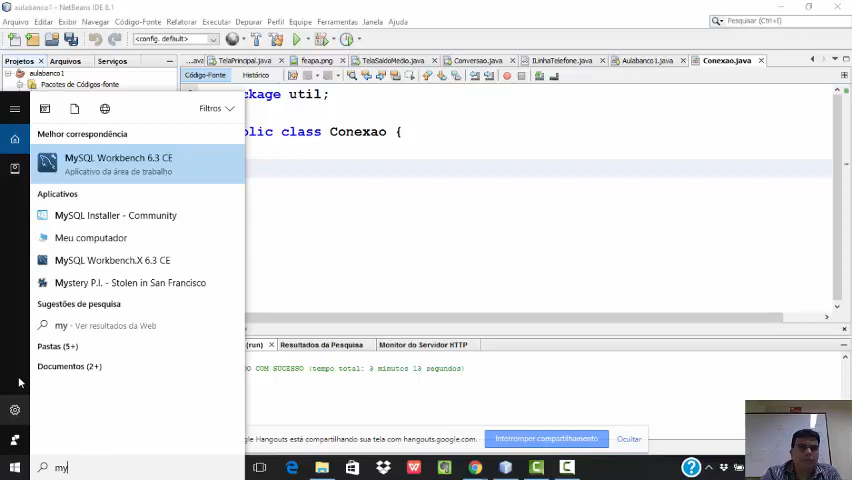 aulabanco1 - NetBeans IDE 8.1
Arquivo Editar Exibir Navegar Código-Fonte Refatorar Executar Depurar Perfil Equipe Ferramentas Janela Ajuda
Pesquisar (Ctrl+I)
<default config>
Projetos Arquivos Serviços
...ava TelaPrincipal.java feapa.png TelaSaldoMedio.java Conversao.java ILinhaTelefone.java Aulabanco1.java Conexao.java
aulabanco1
Código-Fonte Histórico
Pacotes de Código-fonte
ckage util;
Filtros
blic class Conexao {
Melhor correspondência
MySQL Workbench 6.3 CE
Aplicativo da área de trabalho
Aplicativos
MySQL Installer - Community
Meu computador
MySQL Workbench.X 6.3 CE
Mystery P.I. - Stolen in San Francisco
Sugestões de pesquisa
my - Ver resultados da Web
Pastas (5+)
(run) Resultados da Pesquisa Monitor do Servidor HTTP
Documentos (2+)
O COM SUCESSO (tempo total: 3 minutos 13 segundos)
gle Hangouts está compartilhando sua tela com hangouts.google.com.
Interromper compartilhamento
Ocultar
my